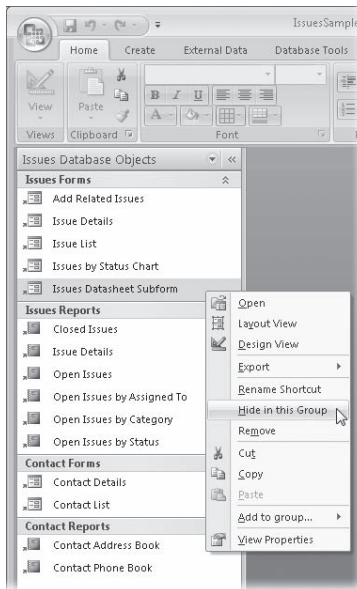 IssuesSample
Home Create External Data Database Tools
View Paste B I U
A
Views Clipboard Font
Issues Database Objects
Issues Forms
Add Related Issues
Issue Details
Issue List
Issues by Status Chart
Issues Datasheet Subform
Issues Reports
Closed Issues
Issue Details
Open Issues
Open Issues by Assigned To
Open Issues by Category
Open Issues by Status
Contact Forms
Contact Details
Contact List
Contact Reports
Contact Address Book
Contact Phone Book
Open
Layout View
Design View
Export
Rename Shortcut
Hide in this Group
Remove
Cut
Copy
Paste
Add to group...
View Properties